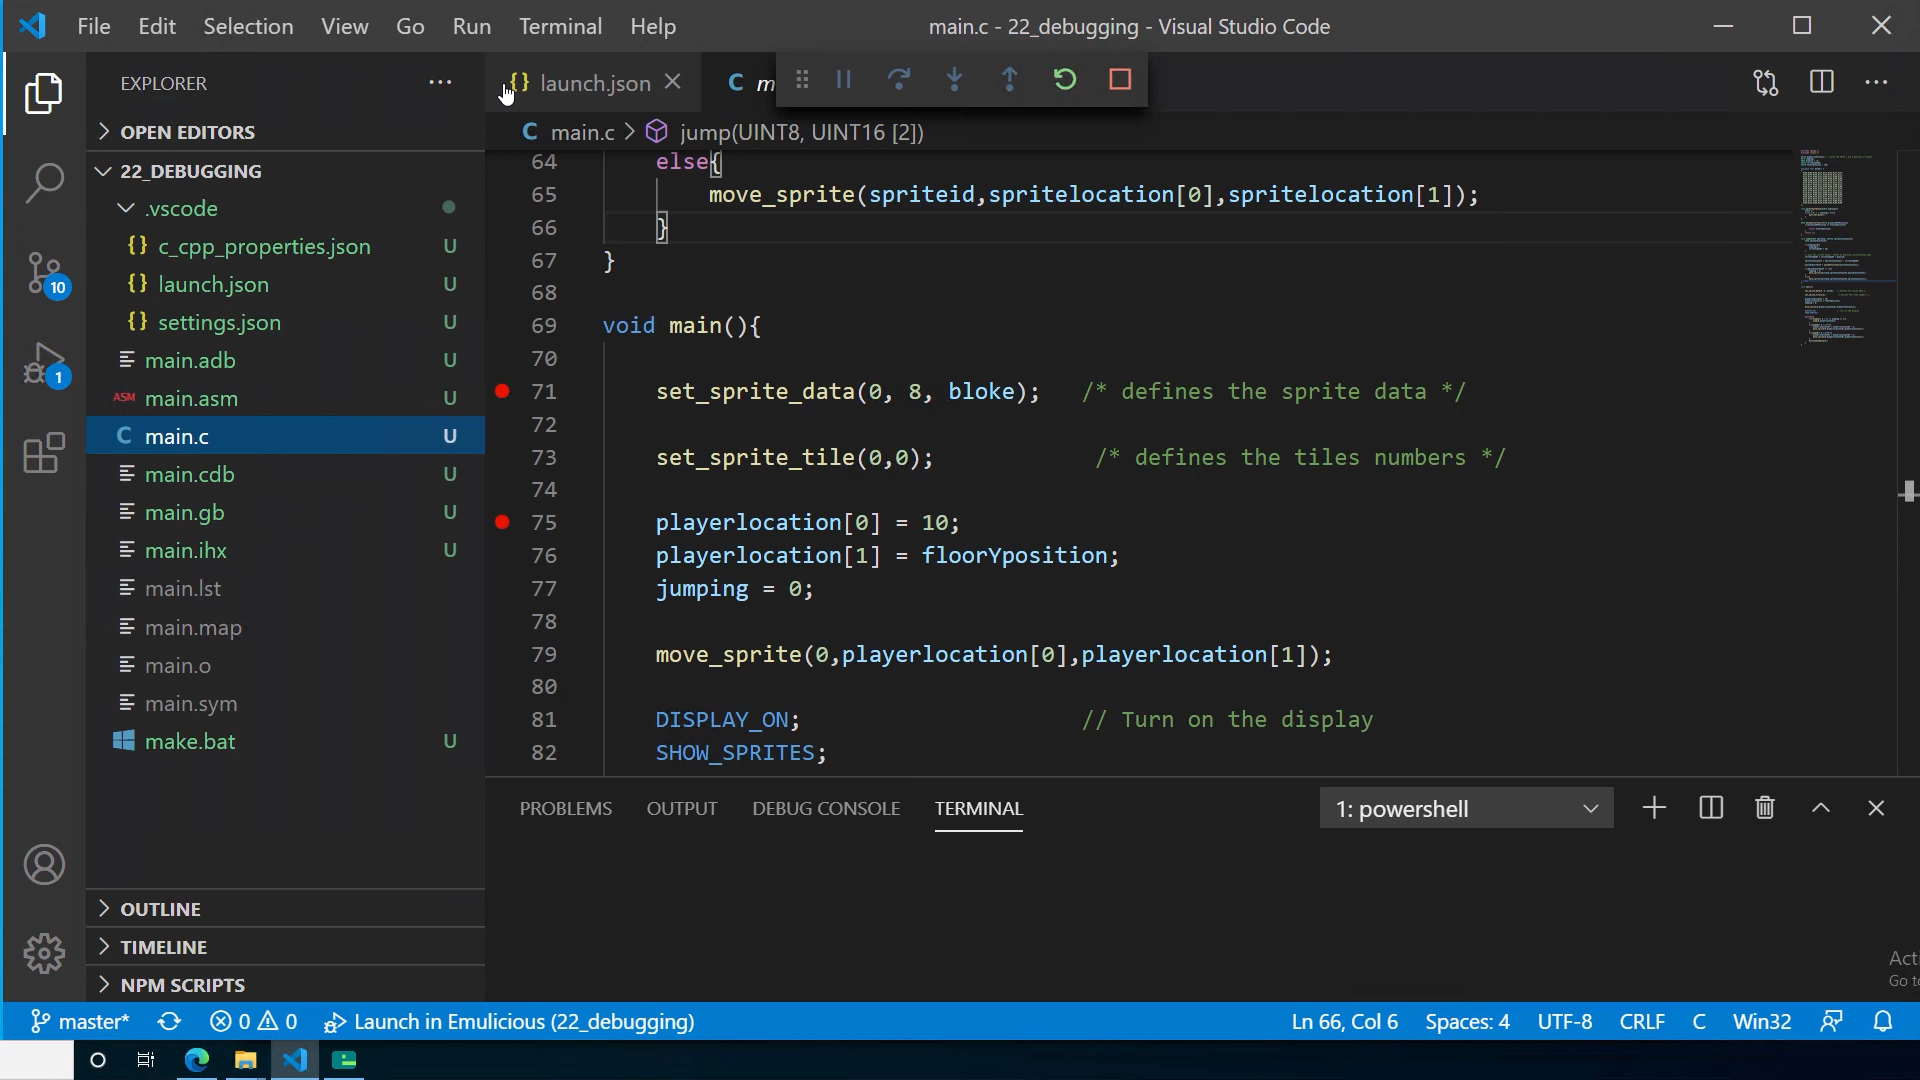 File Edit Selection View Go Run Terminal Help
main.c - 22_debugging - Visual Studio Code
EXPLORER
OPEN EDITORS
22_DEBUGGING
.vscode
{} c_cpp_properties.json U
{} launch.json U
{} settings.json U
main.adb U
ASM main.asm U
C main.c U
main.cdb U
main.gb U
main.ihx U
main.lst
main.map
main.o
main.sym
make.bat U
OUTLINE
TIMELINE
NPM SCRIPTS
10
1
{} launch.json
C m
C main.c > jump(UINT8, UINT16 [2])
64 else{
65 move_sprite(spriteid,spritelocation[0],spritelocation[1]);
66 }
67 }
68
69 void main(){
70
71 set_sprite_data(0, 8, bloke); /* defines the sprite data */
72
73 set_sprite_tile(0,0); /* defines the tiles numbers */
74
75 playerlocation[0] = 10;
76 playerlocation[1] = floorYposition;
77 jumping = 0;
78
79 move_sprite(0,playerlocation[0],playerlocation[1]);
80
81 DISPLAY_ON; // Turn on the display
82 SHOW_SPRITES;
PROBLEMS OUTPUT DEBUG CONSOLE TERMINAL
1: powershell
Acti
Go to
master* 0 0 Launch in Emulicious (22_debugging)
Ln 66, Col 6 Spaces: 4 UTF-8 CRLF C Win32